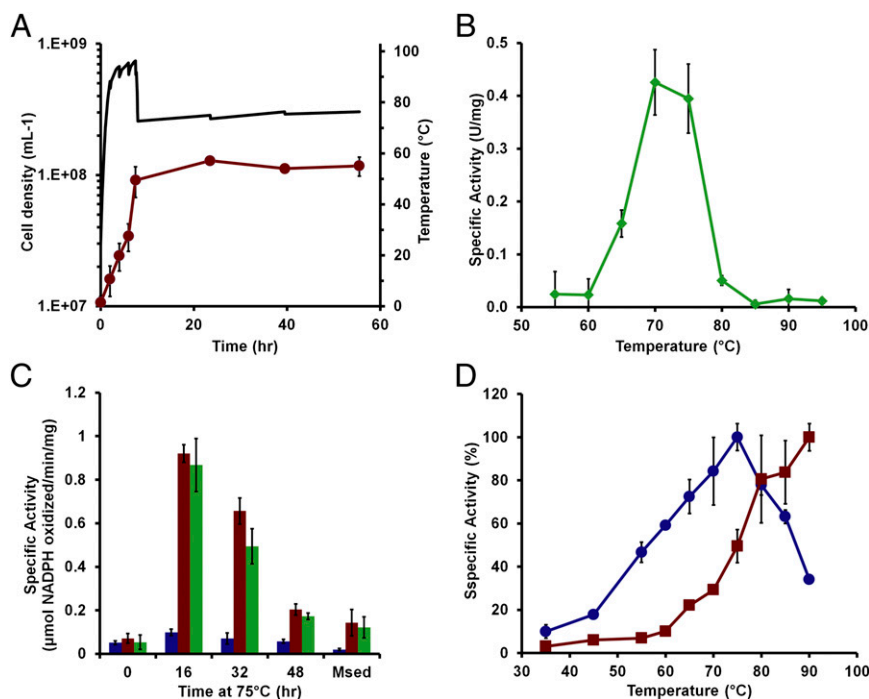 A
1.E+09
1.E+08
1.E+07
Cell density (mL-1)
100
80
60
40
20
0
Temperature (°C)
0 20 40 60
Time (hr)
B
0.5
0.4
0.3
0.2
0.1
0.0
Specific Activity (U/mg)
50 60 70 80 90 100
Temperature (°C)
C
1.2
1
0.8
0.6
0.4
0.2
0
Specific Activity
(µmol NADPH oxidized/min/mg)
0 16 32 48 Msed
Time at 75°C (hr)
D
120
100
80
60
40
20
0
Sspecific Activity (%)
30 40 50 60 70 80 90 100
Temperature (°C)